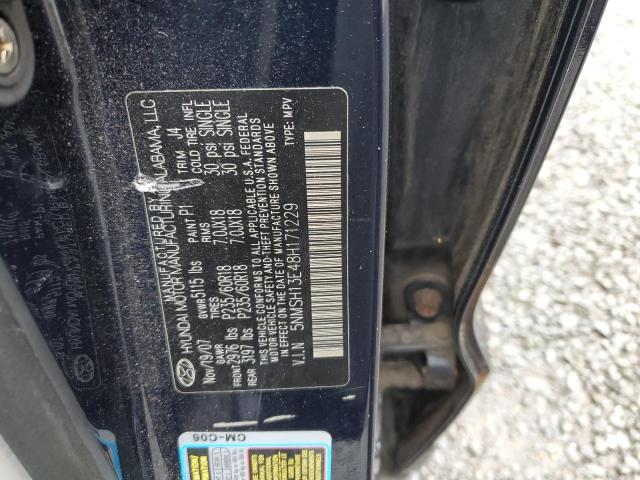 MANUFACTURED BY
HYUNDAI MOTOR MANUFACTURING ALABAMA, LLC
Nov/19/07 GVWR 5115 lbs PAINT P1 TRIM J4
GAWR TIRES RIMS COLD TIRE INFL
FRONT 2976 lbs P235/60R18 7.0JX18 30 psi SINGLE
REAR 3197 lbs P235/60R18 7.0JX18 30 psi SINGLE
THIS VEHICLE CONFORMS TO ALL APPLICABLE U.S.A. FEDERAL
MOTOR VEHICLE SAFETY-AND-THEFT-PREVENTION STANDARDS
IN EFFECT ON THE DATE OF MANUFACTURE SHOWN ABOVE
V.I.N 5NMSH13E48H171229 TYPE: MPV
CM-C06